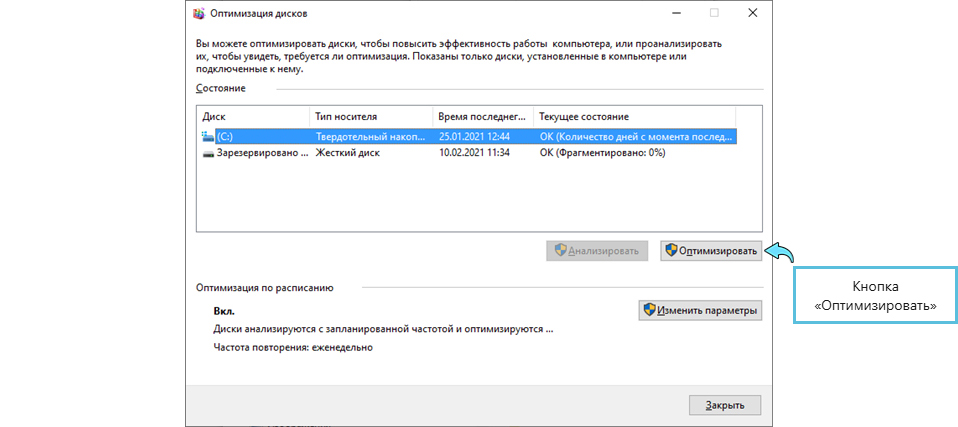 Оптимизация дисков
Вы можете оптимизировать диски, чтобы повысить эффективность работы компьютера, или проанализировать
их, чтобы увидеть, требуется ли оптимизация. Показаны только диски, установленные в компьютере или
подключенные к нему.
Состояние
Диск Тип носителя Время последнег... Текущее состояние
(C:) Твердотельный накоп... 25.01.2021 12:44 ОК (Количество дней с момента послед...
Зарезервировано ... Жесткий диск 10.02.2021 11:34 ОК (Фрагментировано: 0%)
Анализировать Оптимизировать
Кнопка
«Оптимизировать»
Оптимизация по расписанию
Вкл. Изменить параметры
Диски анализируются с запланированной частотой и оптимизируются ...
Частота повторения: еженедельно
Закрыть